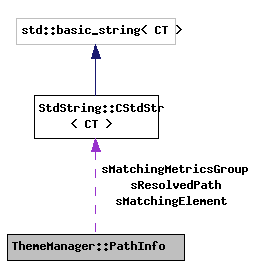 std::basic_string< CT >
StdString::CStdStr
< CT >
sMatchingMetricsGroup
sResolvedPath
sMatchingElement
ThemeManager::PathInfo